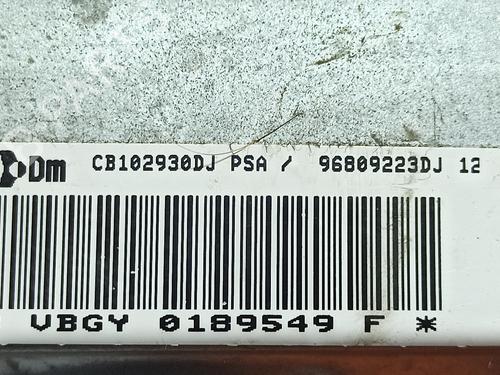 Dm CB102930DJ PSA / 96809223DJ 12
VBGY 0189549 F *